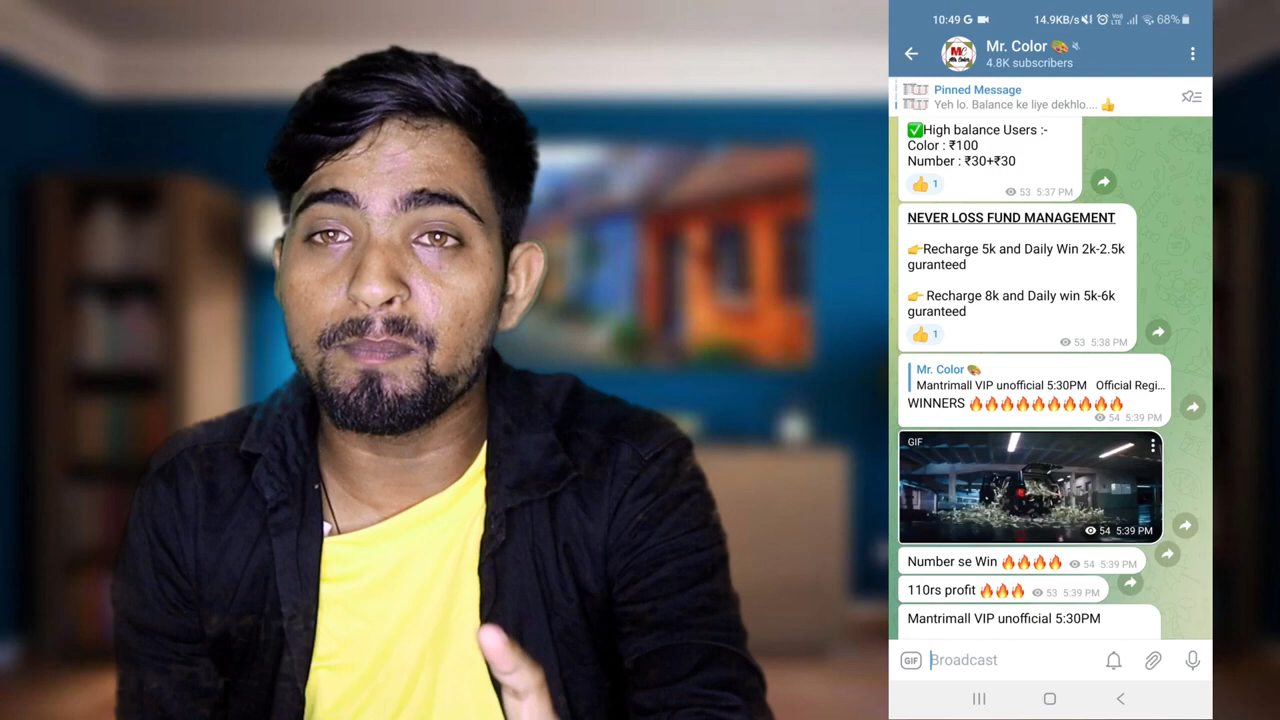 10:49 G 14.9KB/s Vo) LTE 68%
Mr. Color
4.8K subscribers
Pinned Message
Yeh lo. Balance ke liye dekhlo.... 👍
✅High balance Users :-
Color : ₹100
Number : ₹30+₹30
👍 1
53 5:37 PM
NEVER LOSS FUND MANAGEMENT
👉Recharge 5k and Daily Win 2k-2.5k
guranteed
👉 Recharge 8k and Daily win 5k-6k
guranteed
👍 1
53 5:38 PM
Mr. Color 🎨
Mantrimall VIP unofficial 5:30PM Official Regi...
WINNERS 🔥🔥🔥🔥🔥🔥🔥🔥🔥🔥
54 5:39 PM
GIF
54 5:39 PM
Number se Win 🔥🔥🔥🔥 54 5:39 PM
110rs profit 🔥🔥🔥 53 5:39 PM
Mantrimall VIP unofficial 5:30PM
GIF Broadcast